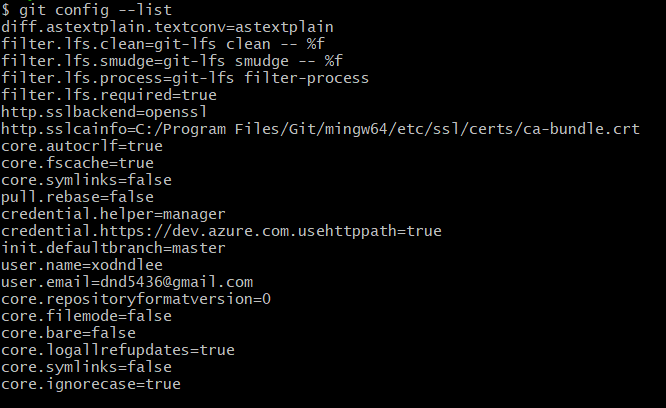 $ git config --list
diff.astextplain.textconv=astextplain
filter.lfs.clean=git-lfs clean -- %f
filter.lfs.smudge=git-lfs smudge -- %f
filter.lfs.process=git-lfs filter-process
filter.lfs.required=true
http.sslbackend=openssl
http.sslcainfo=C:/Program Files/Git/mingw64/etc/ssl/certs/ca-bundle.crt
core.autocrlf=true
core.fscache=true
core.symlinks=false
pull.rebase=false
credential.helper=manager
credential.https://dev.azure.com.usehttppath=true
init.defaultbranch=master
user.name=xodndlee
user.email=dnd5436@gmail.com
core.repositoryformatversion=0
core.filemode=false
core.bare=false
core.logallrefupdates=true
core.symlinks=false
core.ignorecase=true